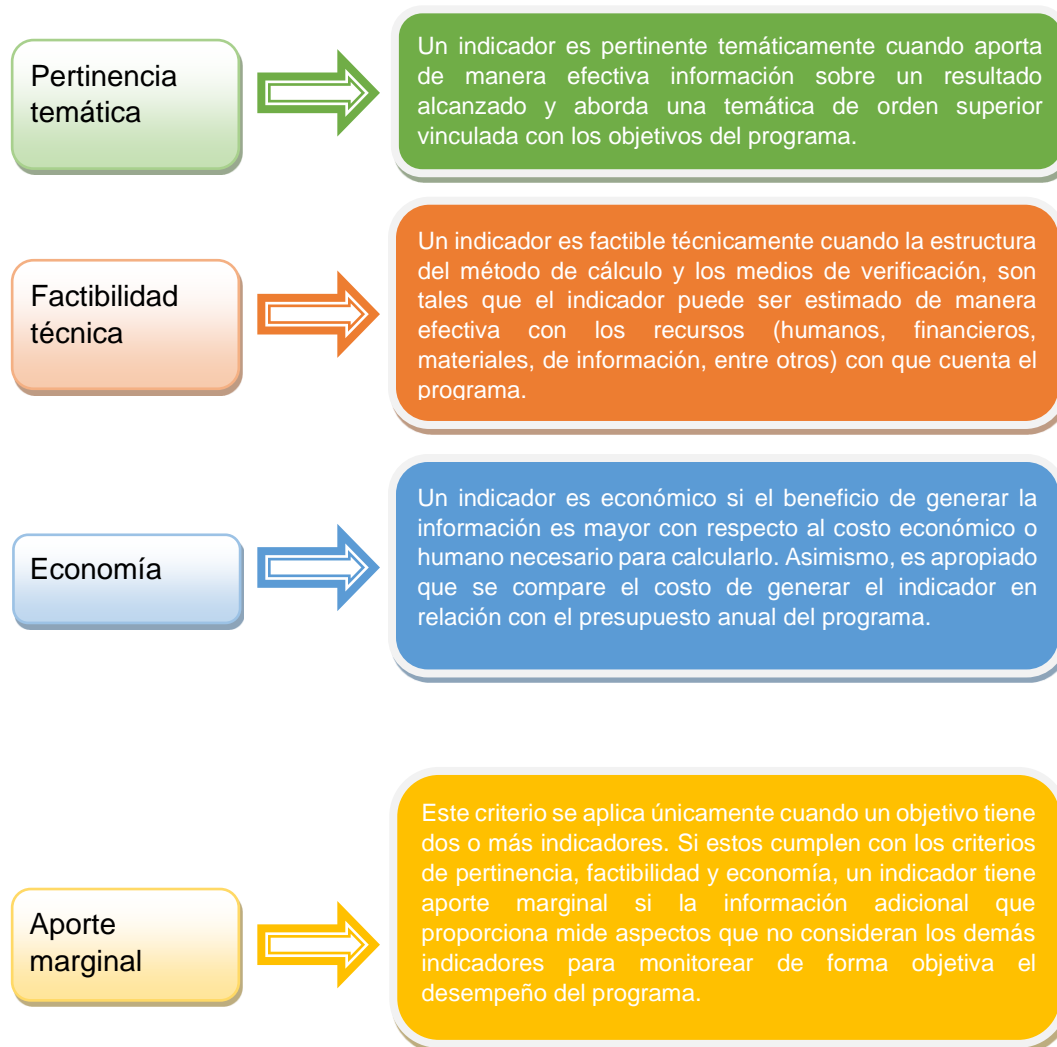 Pertinencia
temática
Un indicador es pertinente temáticamente cuando aporta
de manera efectiva información sobre un resultado
alcanzado y aborda una temática de orden superior
vinculada con los objetivos del programa.
Factibilidad
técnica
Un indicador es factible técnicamente cuando la estructura
del método de cálculo y los medios de verificación, son
tales que el indicador puede ser estimado de manera
efectiva con los recursos (humanos, financieros,
materiales, de información, entre otros) con que cuenta el
programa.
Economía
Un indicador es económico si el beneficio de generar la
información es mayor con respecto al costo económico o
humano necesario para calcularlo. Asimismo, es apropiado
que se compare el costo de generar el indicador en
relación con el presupuesto anual del programa.
Aporte
marginal
Este criterio se aplica únicamente cuando un objetivo tiene
dos o más indicadores. Si estos cumplen con los criterios
de pertinencia, factibilidad y economía, un indicador tiene
aporte marginal si la información adicional que
proporciona mide aspectos que no consideran los demás
indicadores para monitorear de forma objetiva el
desempeño del programa.